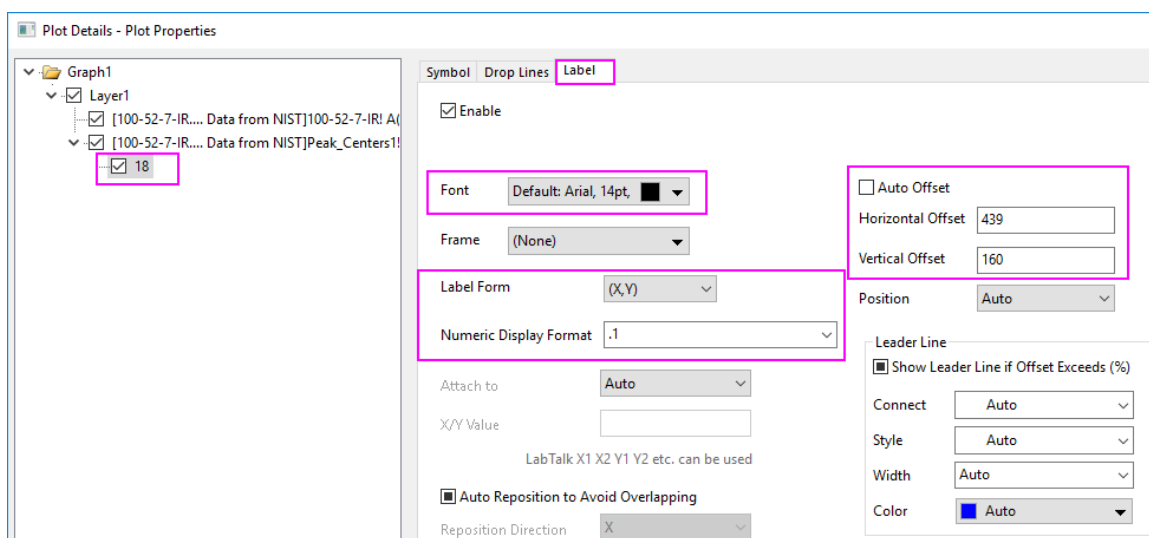 Plot Details - Plot Properties
Graph1
Layer1
[100-52-7-IR.... Data from NIST]100-52-7-IR! A(
[100-52-7-IR.... Data from NIST]Peak_Centers1!
18
Symbol Drop Lines Label
Enable
Font Default: Arial, 14pt,
Frame (None)
Label Form (X,Y)
Numeric Display Format .1
Attach to Auto
X/Y Value
LabTalk X1 X2 Y1 Y2 etc. can be used
Auto Reposition to Avoid Overlapping
Reposition Direction X
Auto Offset
Horizontal Offset 439
Vertical Offset 160
Position Auto
Leader Line
Show Leader Line if Offset Exceeds (%)
Connect Auto
Style Auto
Width Auto
Color Auto